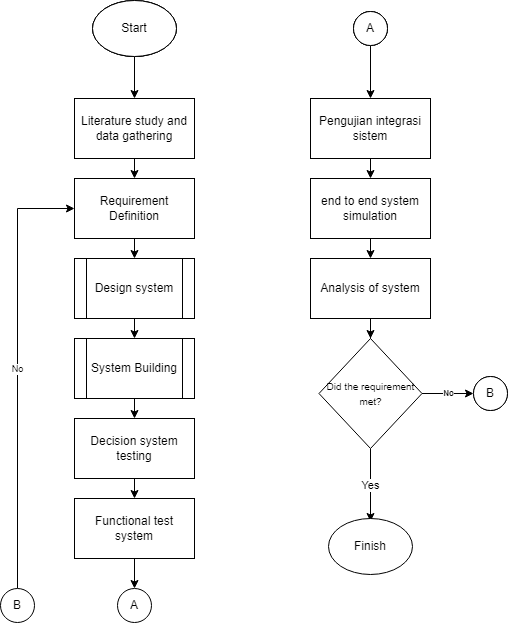 Start
Literature study and
data gathering
Requirement
Definition
Design system
System Building
Decision system
testing
Functional test
system
A
No
B
A
Pengujian integrasi
sistem
end to end system
simulation
Analysis of system
Did the requirement
met?
No
B
Yes
Finish